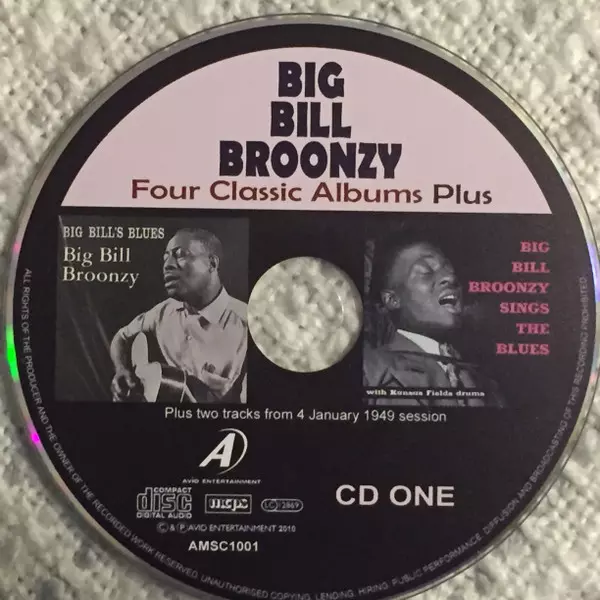 BIG
BILL
BROONZY
Four Classic Albums Plus
BIG BILL'S BLUES
Big Bill
Broonzy
BIG
BILL
BROONZY
SINGS
THE
BLUES
with Kansas Fields drums
Plus two tracks from 4 January 1949 session
AVID ENTERTAINMENT
COMPACT
disc
DIGITAL AUDIO
mcps
LC 12869
CD ONE
© & ℗ AVID ENTERTAINMENT 2010
AMSC1001
ALL RIGHTS OF THE PRODUCER AND THE OWNER OF THE RECORDED WORK RESERVED. UNAUTHORISED COPYING, LENDING, HIRING, PUBLIC PERFORMANCE, DIFFUSION AND BROADCASTING OF THIS RECORDING PROHIBITED.